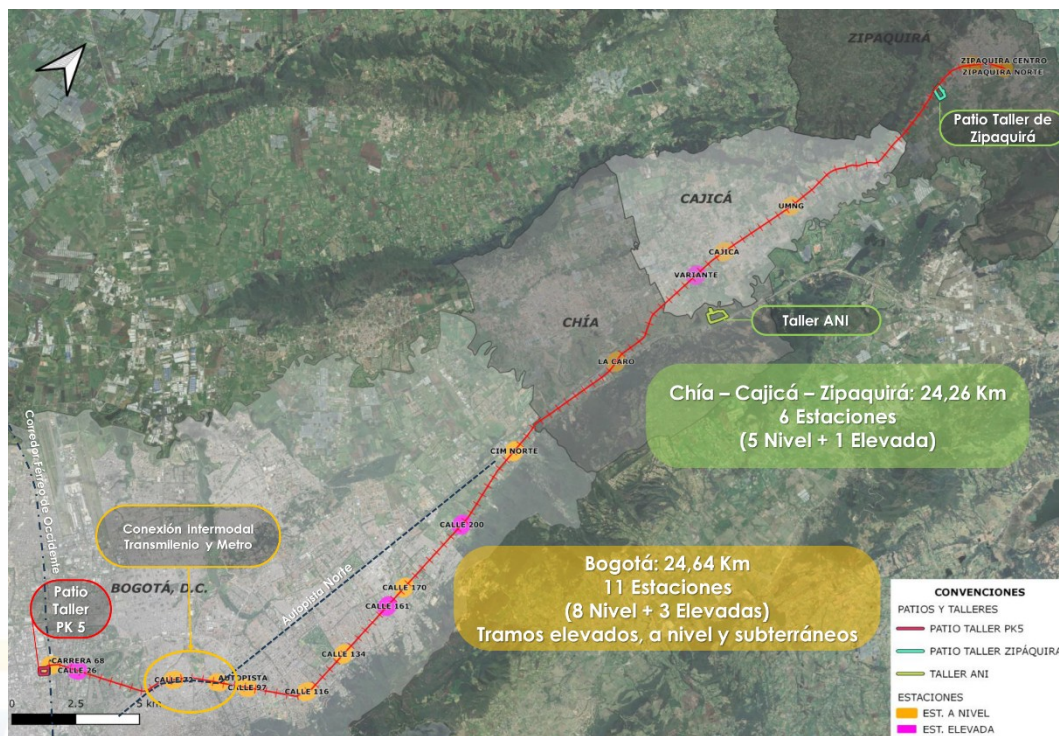 ZIPAQUIRÁ
ZIPAQUIRA CENTRO
ZIPAQUIRA NORTE
Patio Taller de
Zipaquirá
CAJICÁ
UMNG
CAJICA
VARIANTE
CHÍA
Taller ANI
LA CARO
Chía – Cajicá – Zipaquirá: 24,26 Km
6 Estaciones
(5 Nivel + 1 Elevada)
CIM NORTE
Corredor Férreo de Occidente
Conexión Intermodal
Transmilenio y Metro
CALLE 200
Autopista Norte
Bogotá: 24,64 Km
11 Estaciones
(8 Nivel + 3 Elevadas)
Tramos elevados, a nivel y subterráneos
Patio
Taller
PK 5
BOGOTÁ, D.C.
CALLE 170
CALLE 161
CALLE 134
CARRERA 68
CALLE 26
CALLE 72
AUTOPISTA
CALLE 97
CALLE 116
0 2.5 5 km
CONVENCIONES
PATIOS Y TALLERES
PATIO TALLER PK5
PATIO TALLER ZIPÁQUIRA
TALLER ANI
ESTACIONES
EST. A NIVEL
EST. ELEVADA